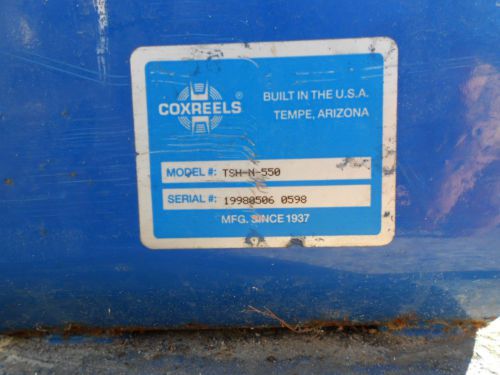 COXREELS®
BUILT IN THE U.S.A.
TEMPE, ARIZONA
MODEL #: TSH-N-550
SERIAL #: 19980506 0598
MFG. SINCE 1937